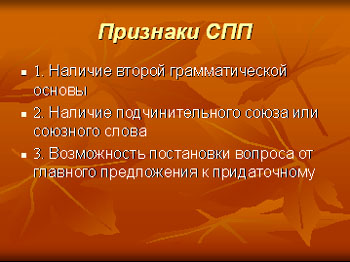 Признаки СПП
1. Наличие второй грамматической
основы
2. Наличие подчинительного союза или
союзного слова
3. Возможность постановки вопроса от
главного предложения к придаточному